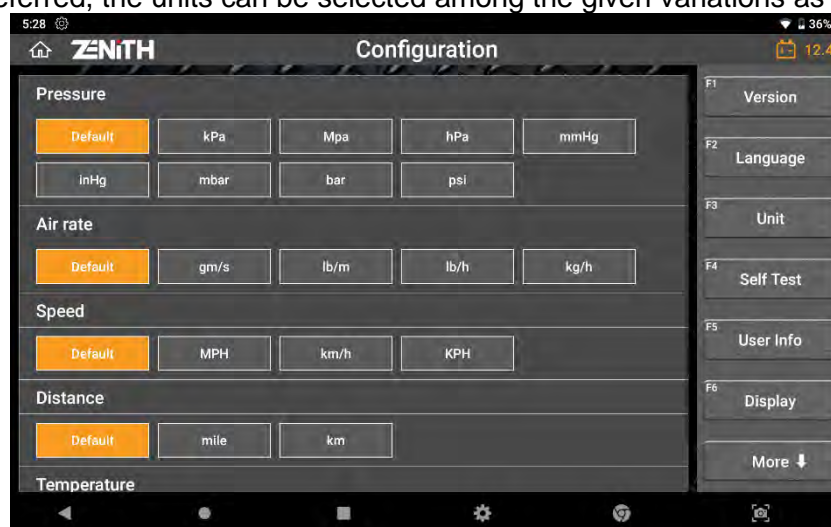 eferred, the units can be selected among the given variations as
5:28 36%
ZENITH Configuration 12.4
Pressure
Default kPa Mpa hPa mmHg
inHg mbar bar psi
Air rate
Default gm/s lb/m lb/h kg/h
Speed
Default MPH km/h KPH
Distance
Default mile km
Temperature
F1 Version
F2 Language
F3 Unit
F4 Self Test
F5 User Info
F6 Display
More